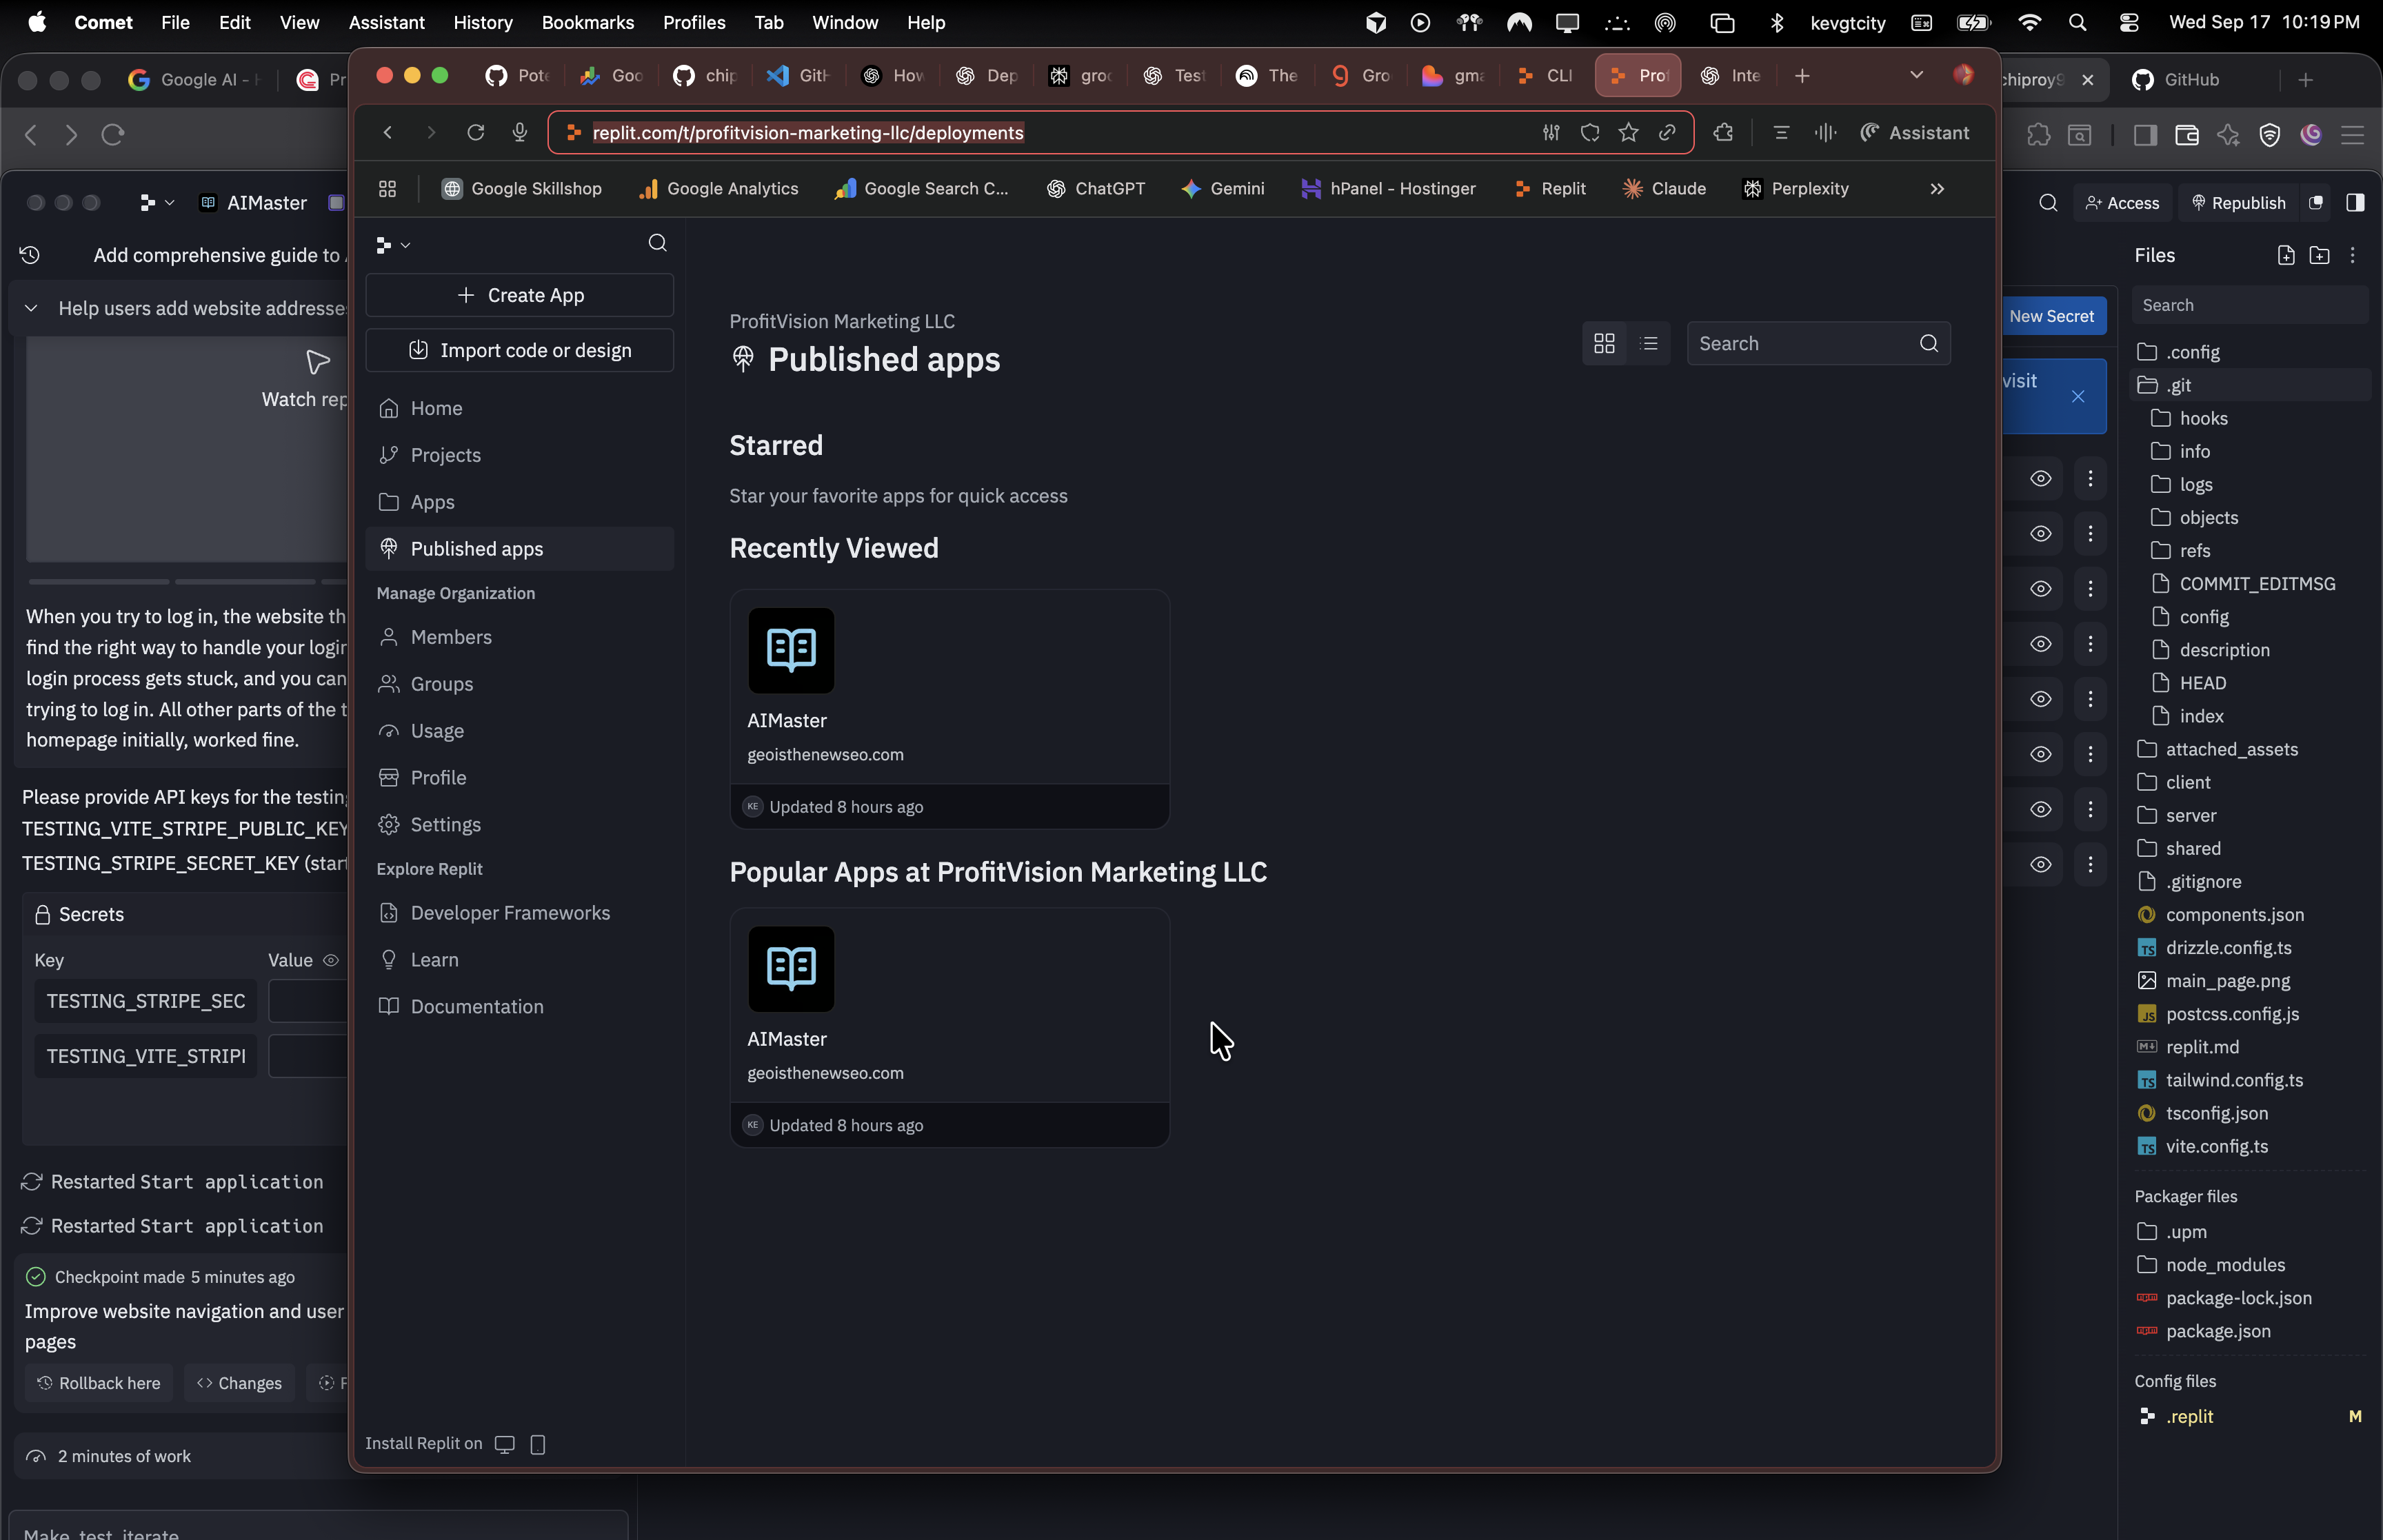 Comet File Edit View Assistant History Bookmarks Profiles Tab Window Help
kevgtcity Wed Sep 17 10:19 PM
Google AI - Pr
chiproy9 GitHub
Pote Goo chip Gith How Dep groc Test The Gro gma CLI Prof Inte
replit.com/t/profitvision-marketing-llc/deployments
Assistant
Google Skillshop Google Analytics Google Search C... ChatGPT Gemini hPanel - Hostinger Replit Claude Perplexity
AIMaster
Add comprehensive guide to
Help users add website addresse
Watch rep
When you try to log in, the website th
find the right way to handle your logir
login process gets stuck, and you can
trying to log in. All other parts of the t
homepage initially, worked fine.
Please provide API keys for the testing
TESTING_VITE_STRIPE_PUBLIC_KEY
TESTING_STRIPE_SECRET_KEY (start
Secrets
Key Value
TESTING_STRIPE_SEC
TESTING_VITE_STRIPI
Restarted Start application
Restarted Start application
Checkpoint made 5 minutes ago
Improve website navigation and user
pages
Rollback here Changes
2 minutes of work
Make, test, iterate
Create App
Import code or design
Home
Projects
Apps
Published apps
Manage Organization
Members
Groups
Usage
Profile
Settings
Explore Replit
Developer Frameworks
Learn
Documentation
Install Replit on
ProfitVision Marketing LLC
Published apps
Search
Starred
Star your favorite apps for quick access
Recently Viewed
AIMaster
geoisthenewseo.com
KE Updated 8 hours ago
Popular Apps at ProfitVision Marketing LLC
AIMaster
geoisthenewseo.com
KE Updated 8 hours ago
Access Republish
New Secret
visit
Files
Search
.config
.git
hooks
info
logs
objects
refs
COMMIT_EDITMSG
config
description
HEAD
index
attached_assets
client
server
shared
.gitignore
components.json
TS drizzle.config.ts
main_page.png
JS postcss.config.js
replit.md
TS tailwind.config.ts
tsconfig.json
TS vite.config.ts
Packager files
.upm
node_modules
package-lock.json
package.json
Config files
.replit M